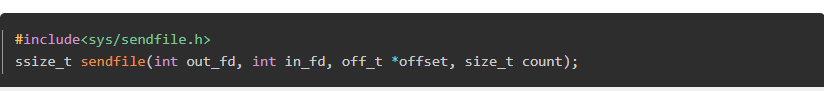 #include<sys/sendfile.h>
ssize_t sendfile(int out_fd, int in_fd, off_t *offset, size_t count);